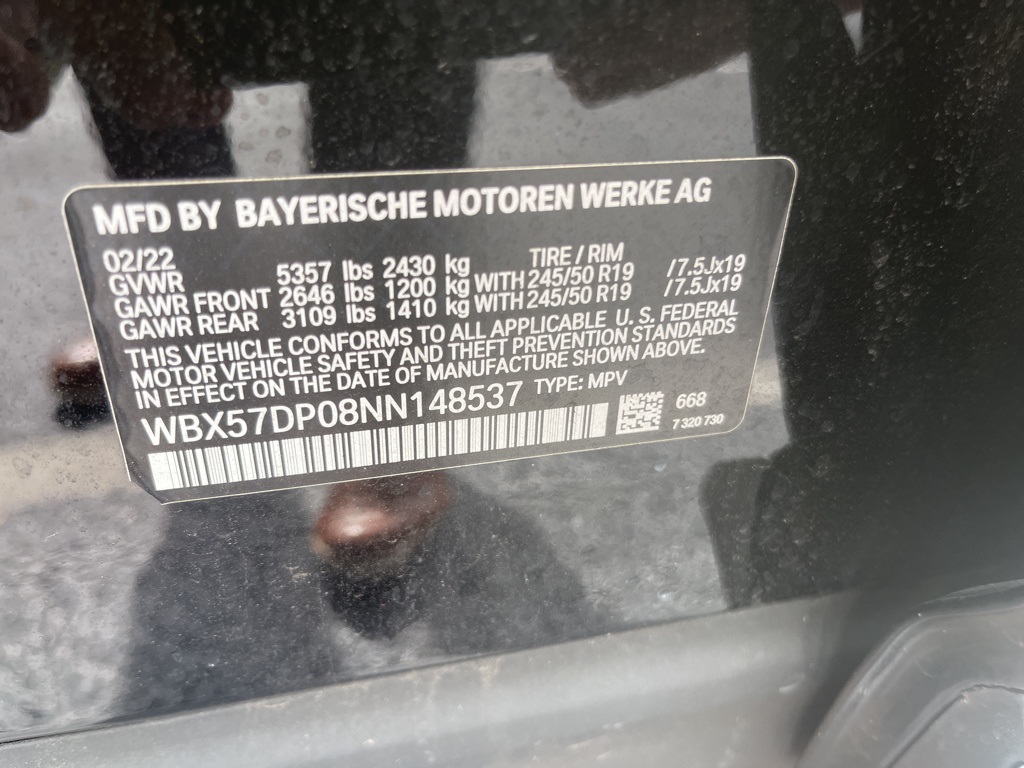 MFD BY BAYERISCHE MOTOREN WERKE AG
02/22 TIRE / RIM
GVWR 5357 lbs 2430 kg
GAWR FRONT 2646 lbs 1200 kg WITH 245/50 R19 /7.5Jx19
GAWR REAR 3109 lbs 1410 kg WITH 245/50 R19 /7.5Jx19
THIS VEHICLE CONFORMS TO ALL APPLICABLE U. S. FEDERAL
MOTOR VEHICLE SAFETY AND THEFT PREVENTION STANDARDS
IN EFFECT ON THE DATE OF MANUFACTURE SHOWN ABOVE.
WBX57DP08NN148537 TYPE: MPV
668
7 320 730